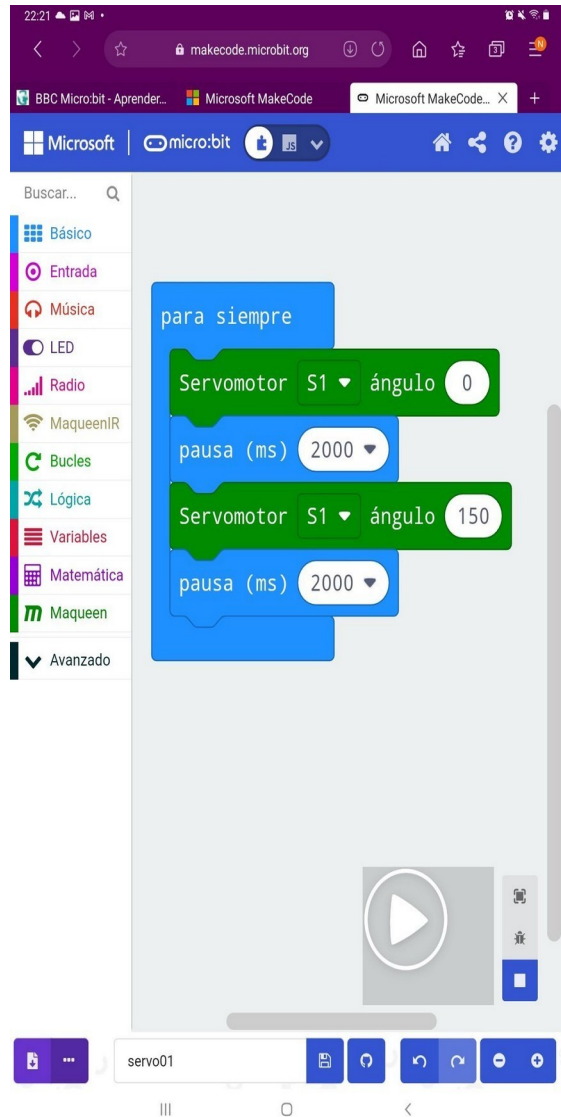 22:21
makecode.microbit.org
3
N
BBC Micro:bit - Aprender...
Microsoft MakeCode
Microsoft MakeCode...
Microsoft
micro:bit
JS
Buscar...
Básico
Entrada
Música
LED
Radio
MaqueenIR
Bucles
Lógica
Variables
Matemática
Maqueen
Avanzado
para siempre
Servomotor S1 ángulo 0
pausa (ms) 2000
Servomotor S1 ángulo 150
pausa (ms) 2000
servo01